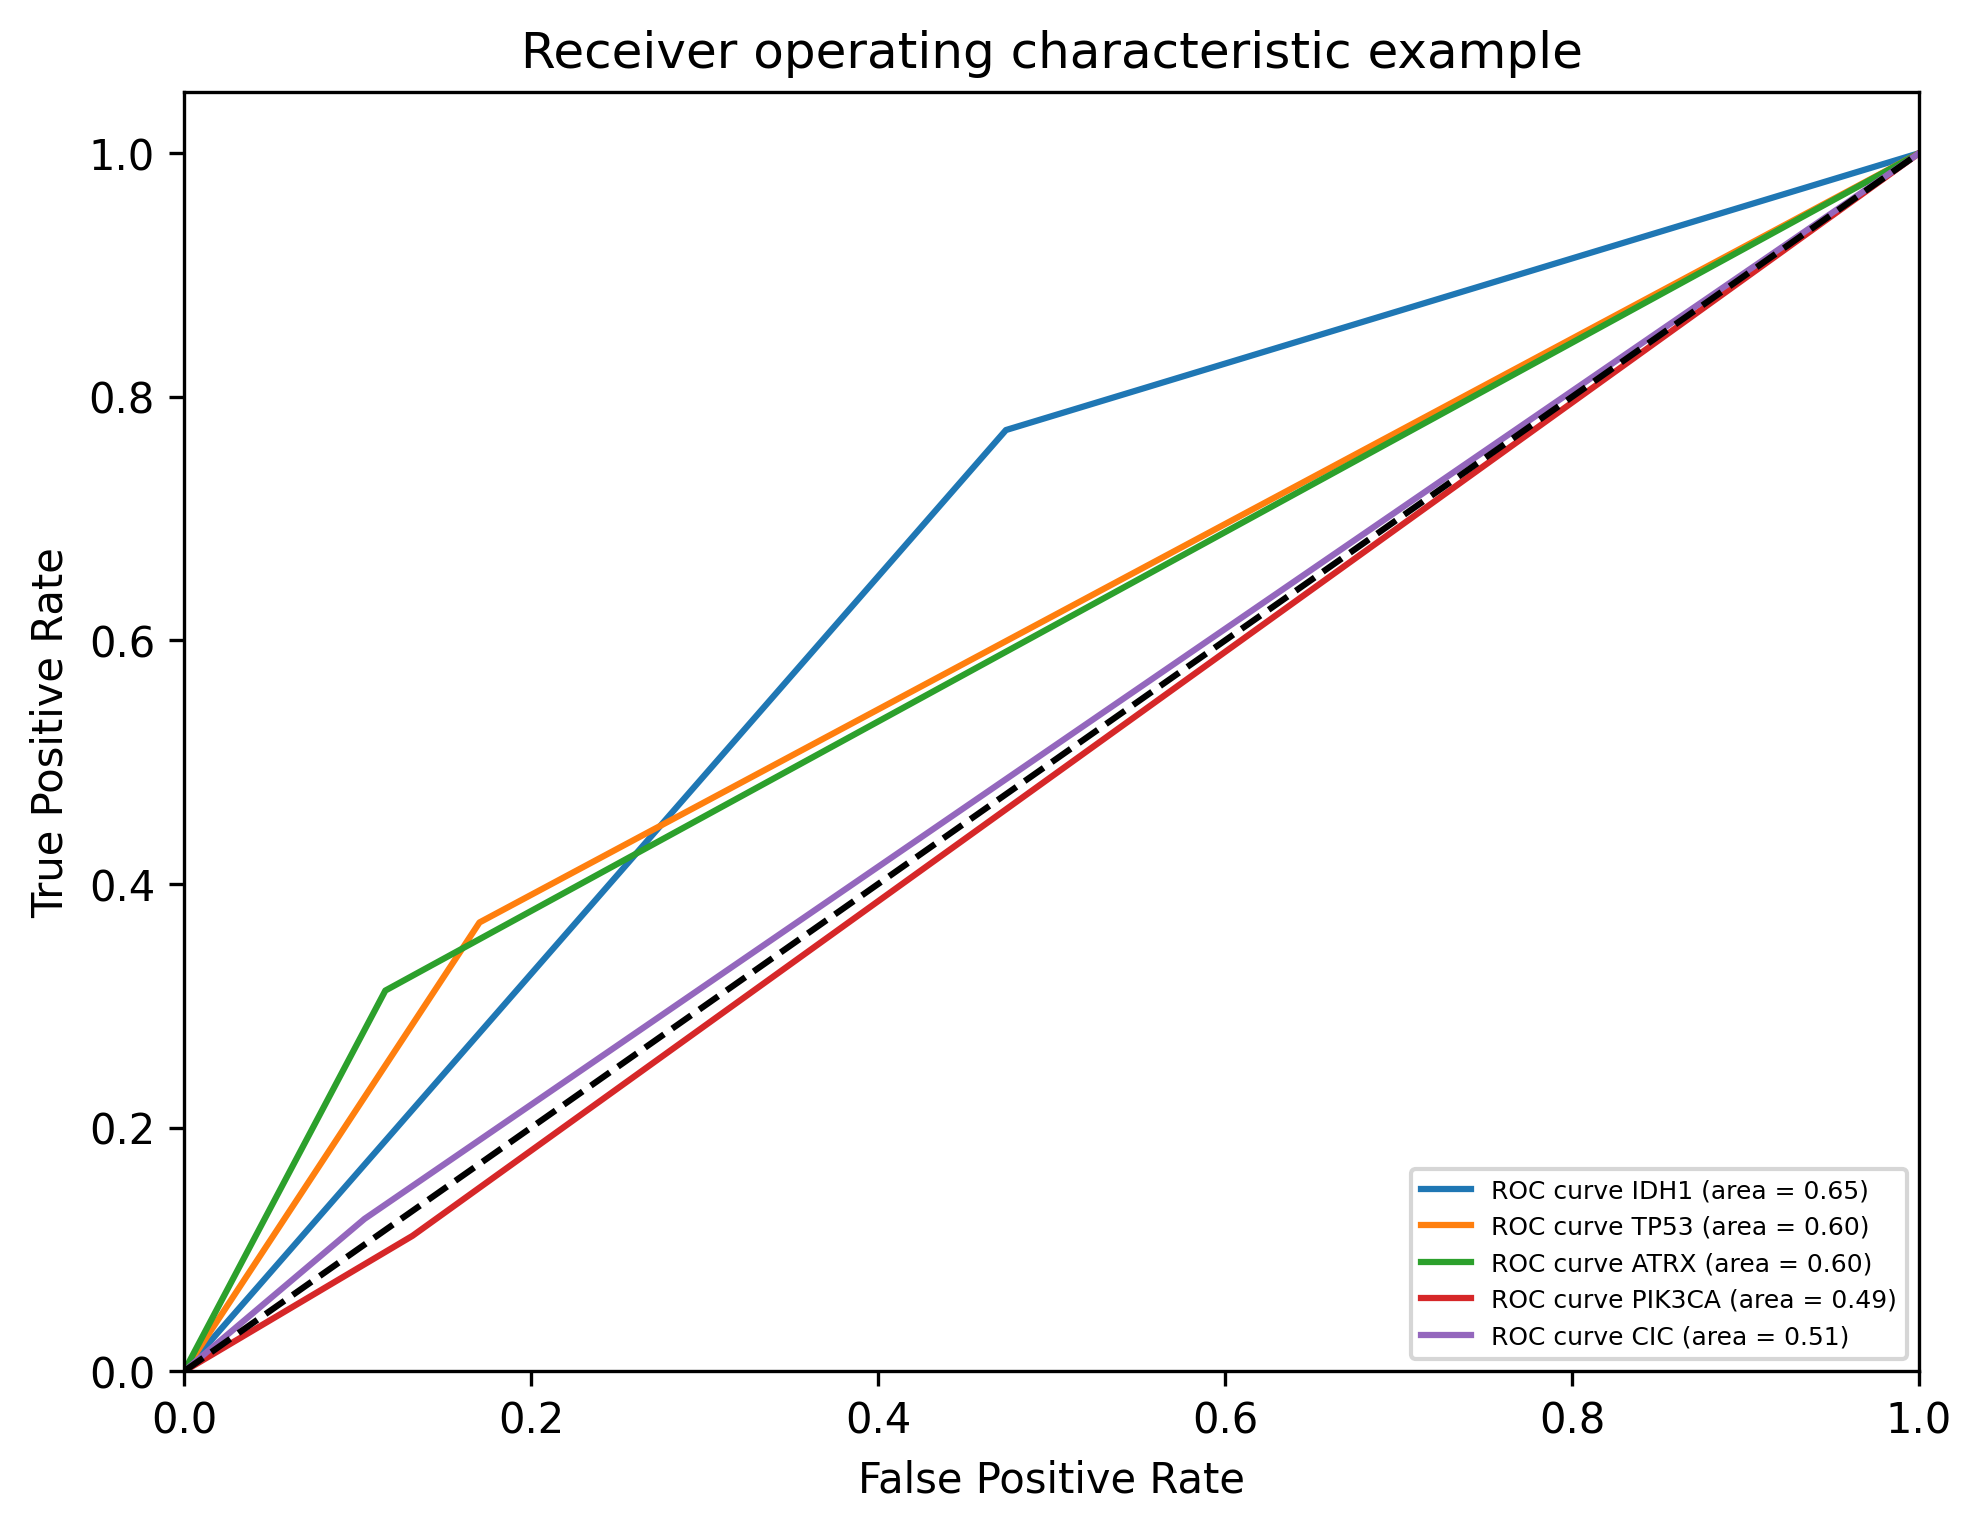 Receiver operating characteristic example
1.0
0.8
0.6
0.4
0.2
0.0
True Positive Rate
ROC curve IDH1 (area = 0.65)
ROC curve TP53 (area = 0.60)
ROC curve ATRX (area = 0.60)
ROC curve PIK3CA (area = 0.49)
ROC curve CIC (area = 0.51)
0.0 0.2 0.4 0.6 0.8 1.0
False Positive Rate